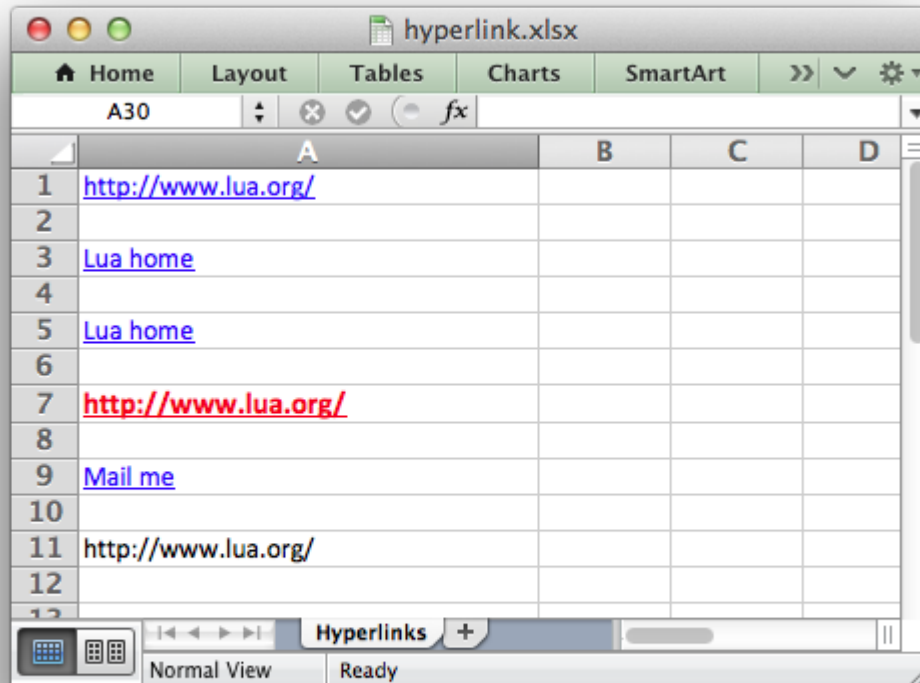 hyperlink.xlsx
Home Layout Tables Charts SmartArt
A30 fx
A B C D
1 http://www.lua.org/
2
3 Lua home
4
5 Lua home
6
7 http://www.lua.org/
8
9 Mail me
10
11 http://www.lua.org/
12
13
Hyperlinks
Normal View Ready